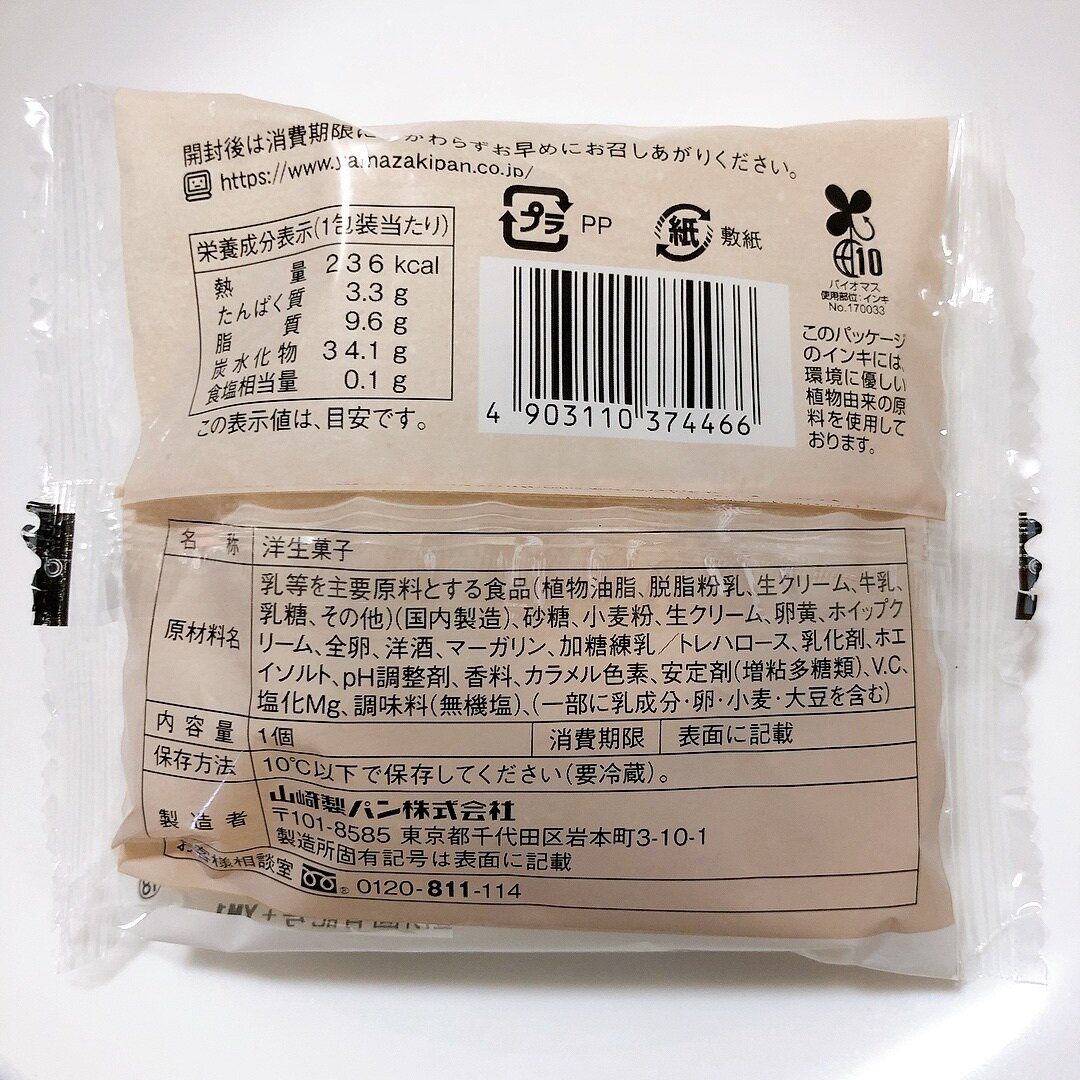 開封後は消費期限にかかわらずお早めにお召しあがりください。
https://www.yamazakipan.co.jp/
栄養成分表示(1包装当たり)
熱量 236 kcal
たんぱく質 3.3 g
脂質 9.6 g
炭水化物 34.1 g
食塩相当量 0.1 g
この表示値は、目安です。
プラ PP
紙 敷紙
10
バイオマス
使用部位:インキ
No.170033
このパッケージ
のインキには、
環境に優しい
植物由来の原
料を使用して
おります。
4 903110 374466
名称 洋生菓子
原材料名
乳等を主要原料とする食品(植物油脂、脱脂粉乳、生クリーム、牛乳、
乳糖、その他)(国内製造)、砂糖、小麦粉、生クリーム、卵黄、ホイップク
リーム、全卵、洋酒、マーガリン、加糖練乳/トレハロース、乳化剤、ホエ
イソルト、pH調整剤、香料、カラメル色素、安定剤(増粘多糖類)、V.C、
塩化Mg、調味料(無機塩)、(一部に乳成分・卵・小麦・大豆を含む)
内容量 1個 消費期限 表面に記載
保存方法 10℃以下で保存してください(要冷蔵)。
製造者 山崎製パン株式会社
〒101-8585 東京都千代田区岩本町3-10-1
製造所固有記号は表面に記載
お客様相談室 0120-811-114